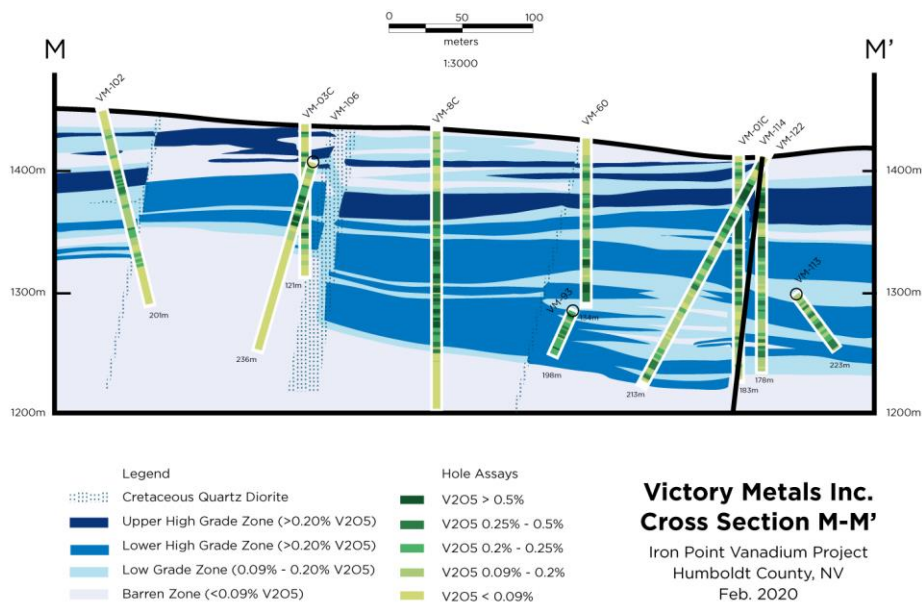 0 50 100
meters
1:3000
M M’
VM-102
VM-03C
VM-106
VM-8C
VM-60
VM-01C
VM-114
VM-122
1400m 1400m
1300m 1300m
1200m 1200m
VM-93
VM-113
121m
201m
236m
134m
198m
213m
183m
178m
223m
Legend
Cretaceous Quartz Diorite
Upper High Grade Zone (>0.20% V2O5)
Lower High Grade Zone (>0.20% V2O5)
Low Grade Zone (0.09% - 0.20% V2O5)
Barren Zone (<0.09% V2O5)
Hole Assays
V2O5 > 0.5%
V2O5 0.25% - 0.5%
V2O5 0.2% - 0.25%
V2O5 0.09% - 0.2%
V2O5 < 0.09%
Victory Metals Inc.
Cross Section M-M’
Iron Point Vanadium Project
Humboldt County, NV
Feb. 2020